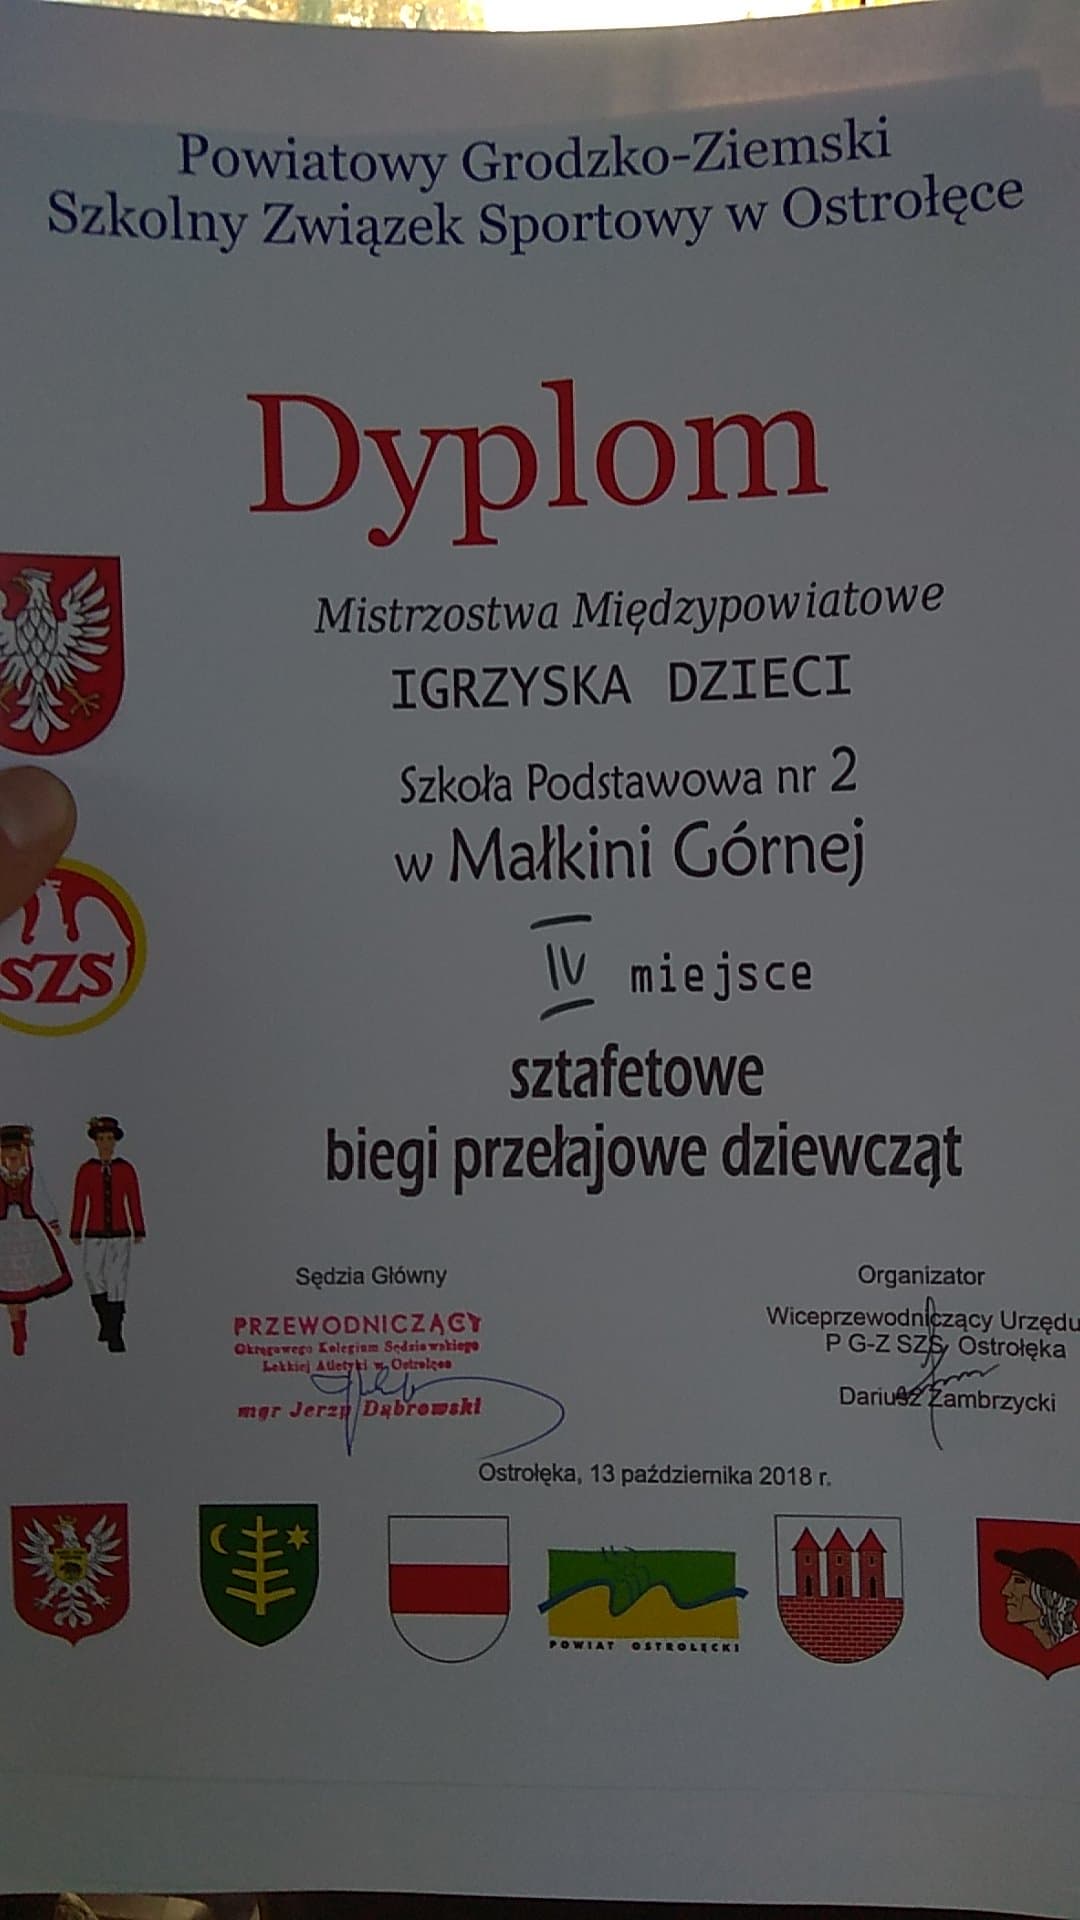 Powiatowy Grodzko-Ziemski
Szkolny Związek Sportowy w Ostrołęce
Dyplom
Mistrzostwa Międzypowiatowe
IGRZYSKA DZIECI
Szkoła Podstawowa nr 2
w Małkini Górnej
IV miejsce
SZS
sztafetowe
biegi przełajowe dziewcząt
Sędzia Główny
PRZEWODNICZĄCY
Okręgowego Kolegium Sędziowskiego
Lekkiej Atletyki w Ostrołęce
mgr Jerzy Dąbrowski
Organizator
Wiceprzewodniczący Urzędu
P G-Z SZS, Ostrołęka
Dariusz Zambrzycki
Ostrołęka, 13 października 2018 r.
POWIAT OSTROŁĘCKI